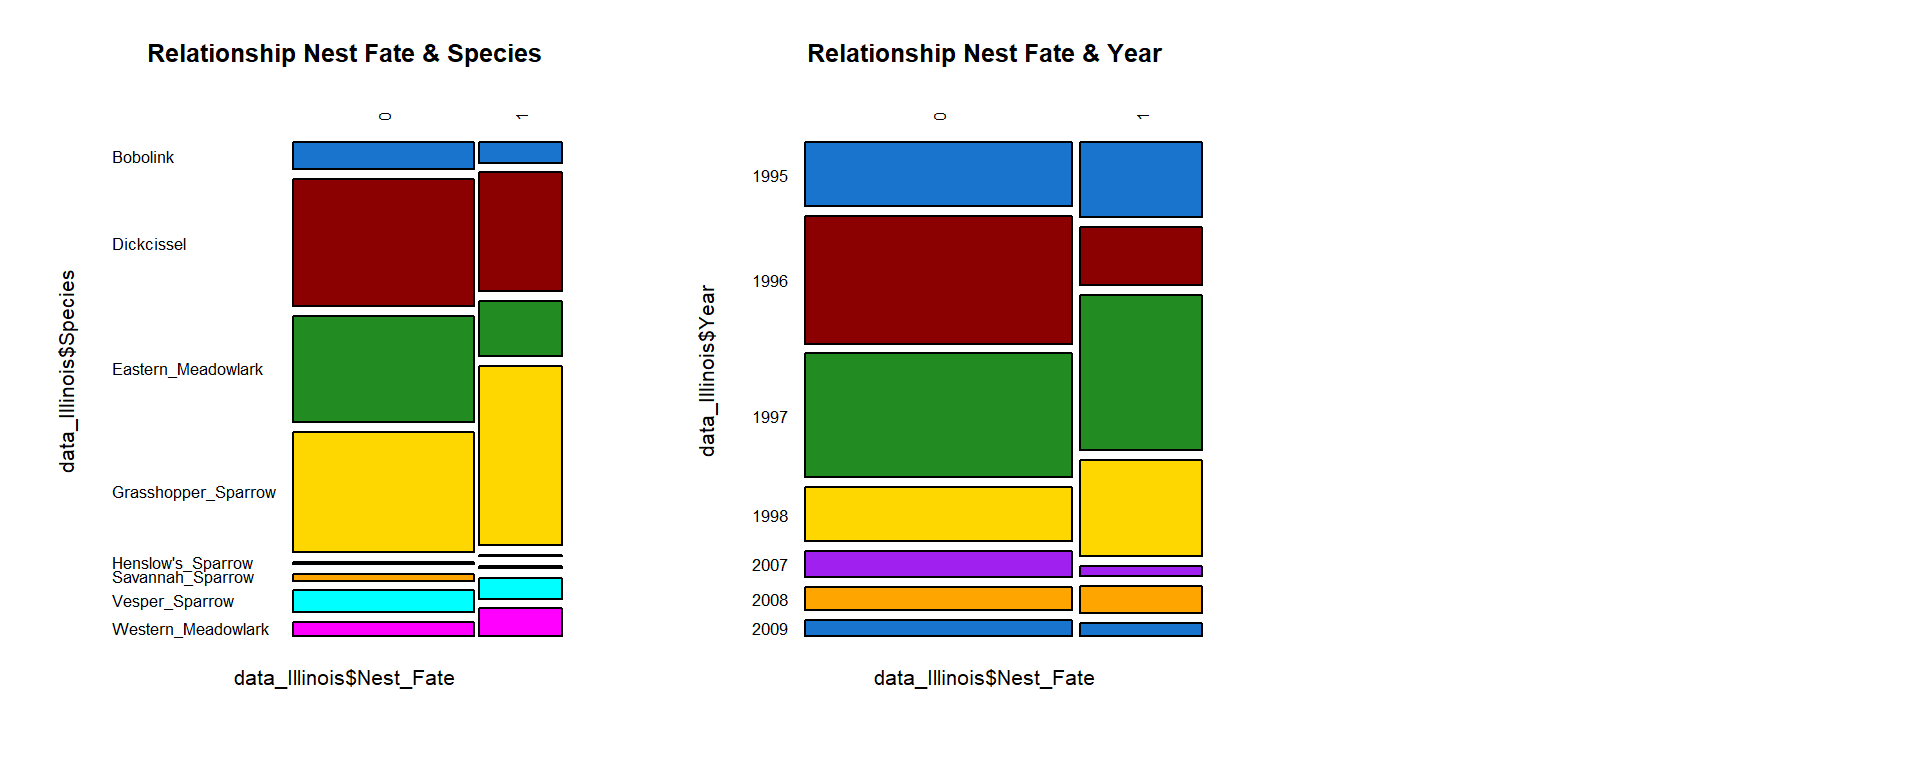 Relationship Nest Fate & Species
0
1
Bobolink
Dickcissel
Eastern_Meadowlark
Grasshopper_Sparrow
Henslow's_Sparrow
Savannah_Sparrow
Vesper_Sparrow
Western_Meadowlark
data_Illinois$Species
data_Illinois$Nest_Fate
Relationship Nest Fate & Year
0
1
1995
1996
1997
1998
2007
2008
2009
data_Illinois$Year
data_Illinois$Nest_Fate